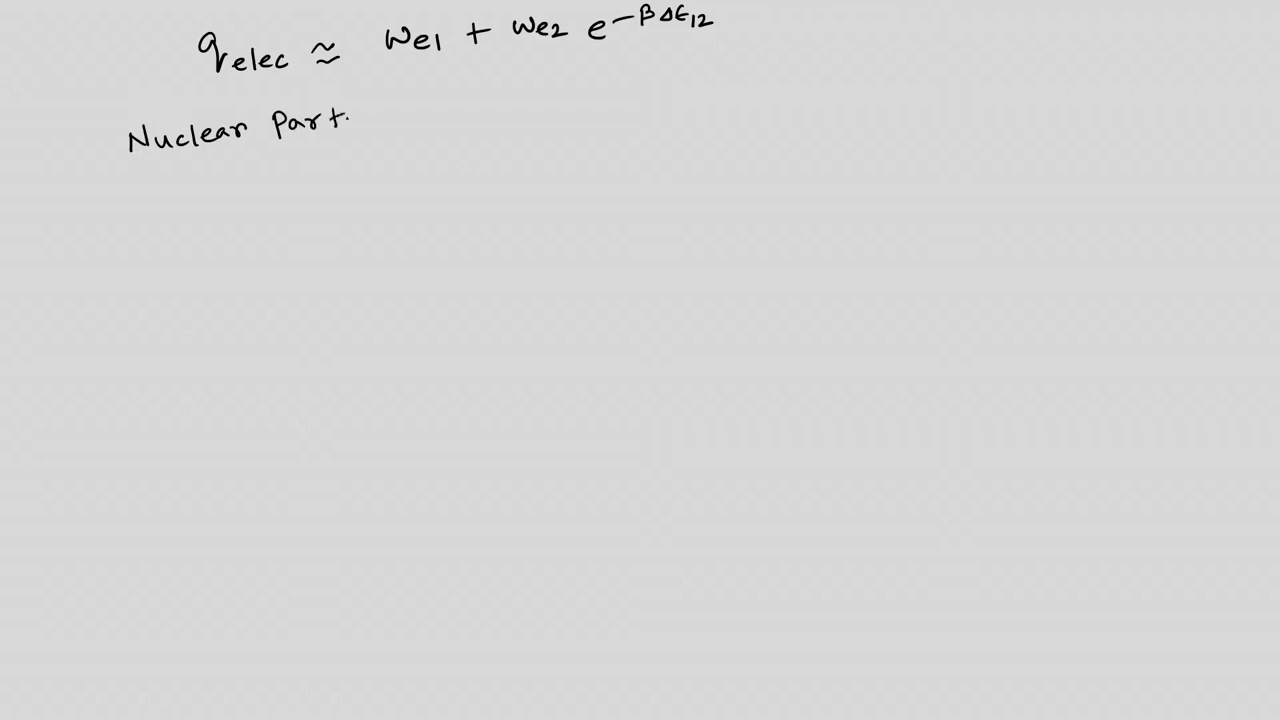 q_elec ≈ ω_e1 + ω_e2 e^{-βΔϵ_12}
Nuclear Part.